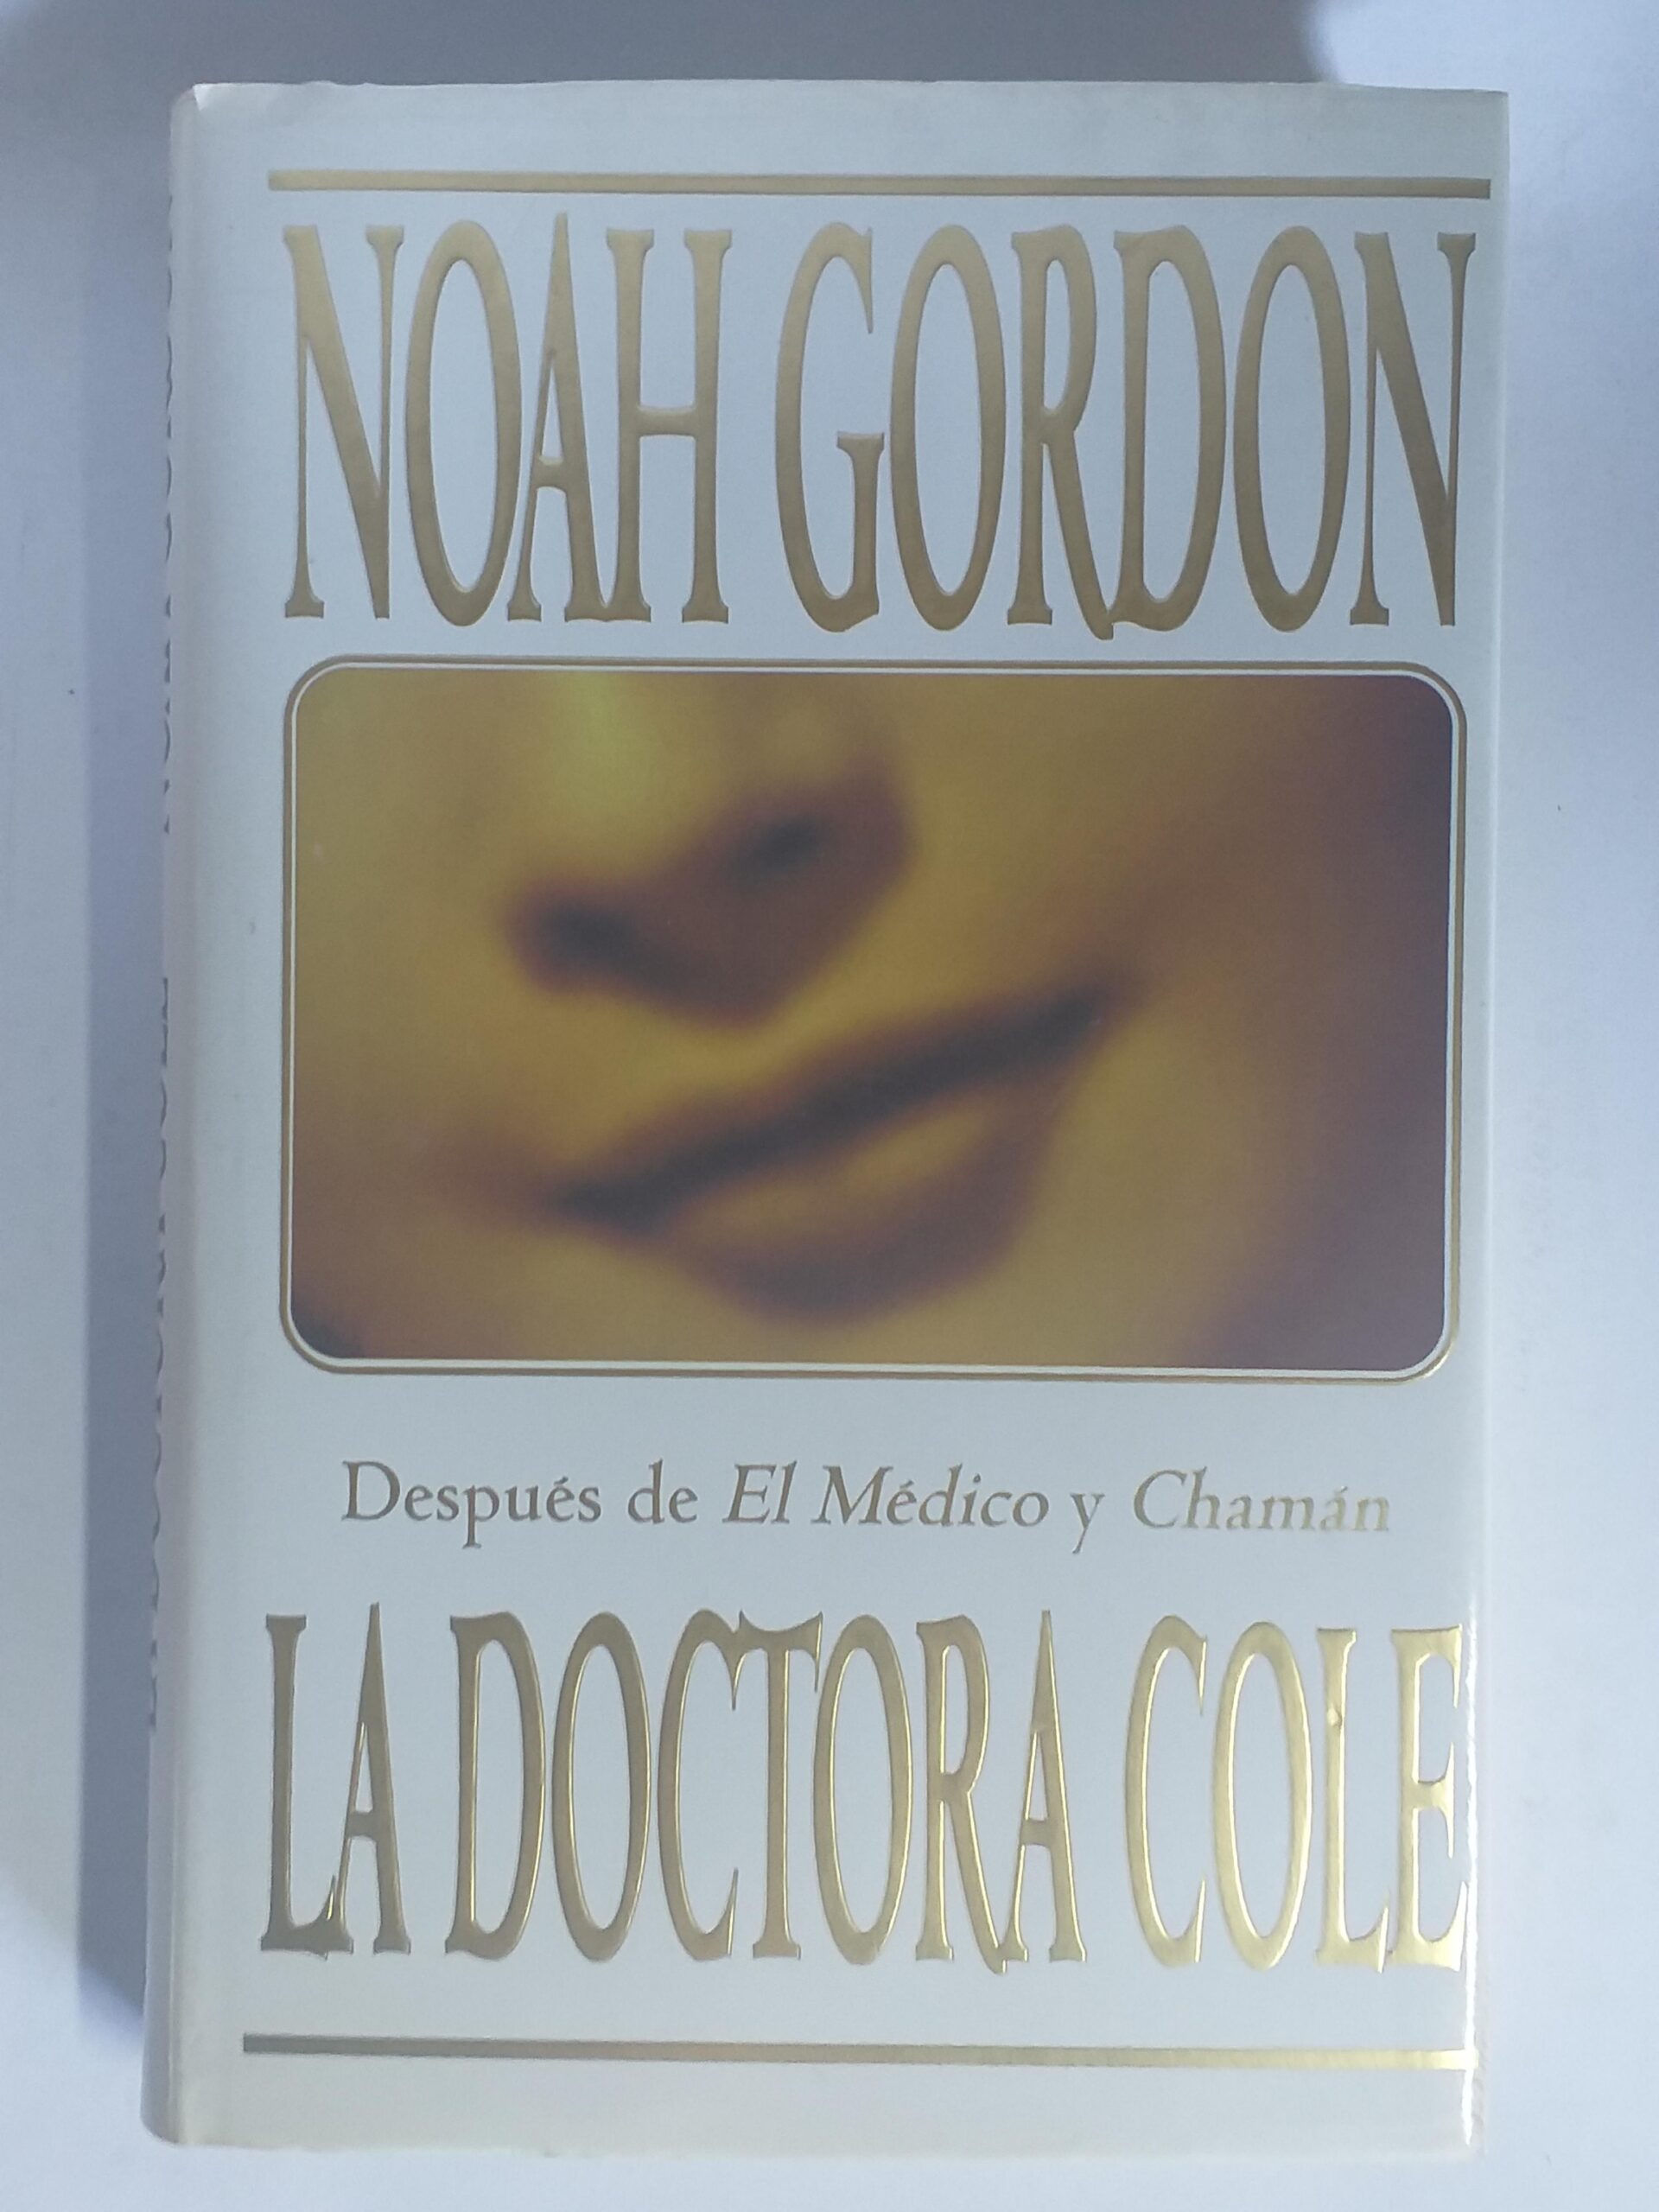 NOAH GORDON
Después de El Médico y Chamán
LA DOCTORA COLE